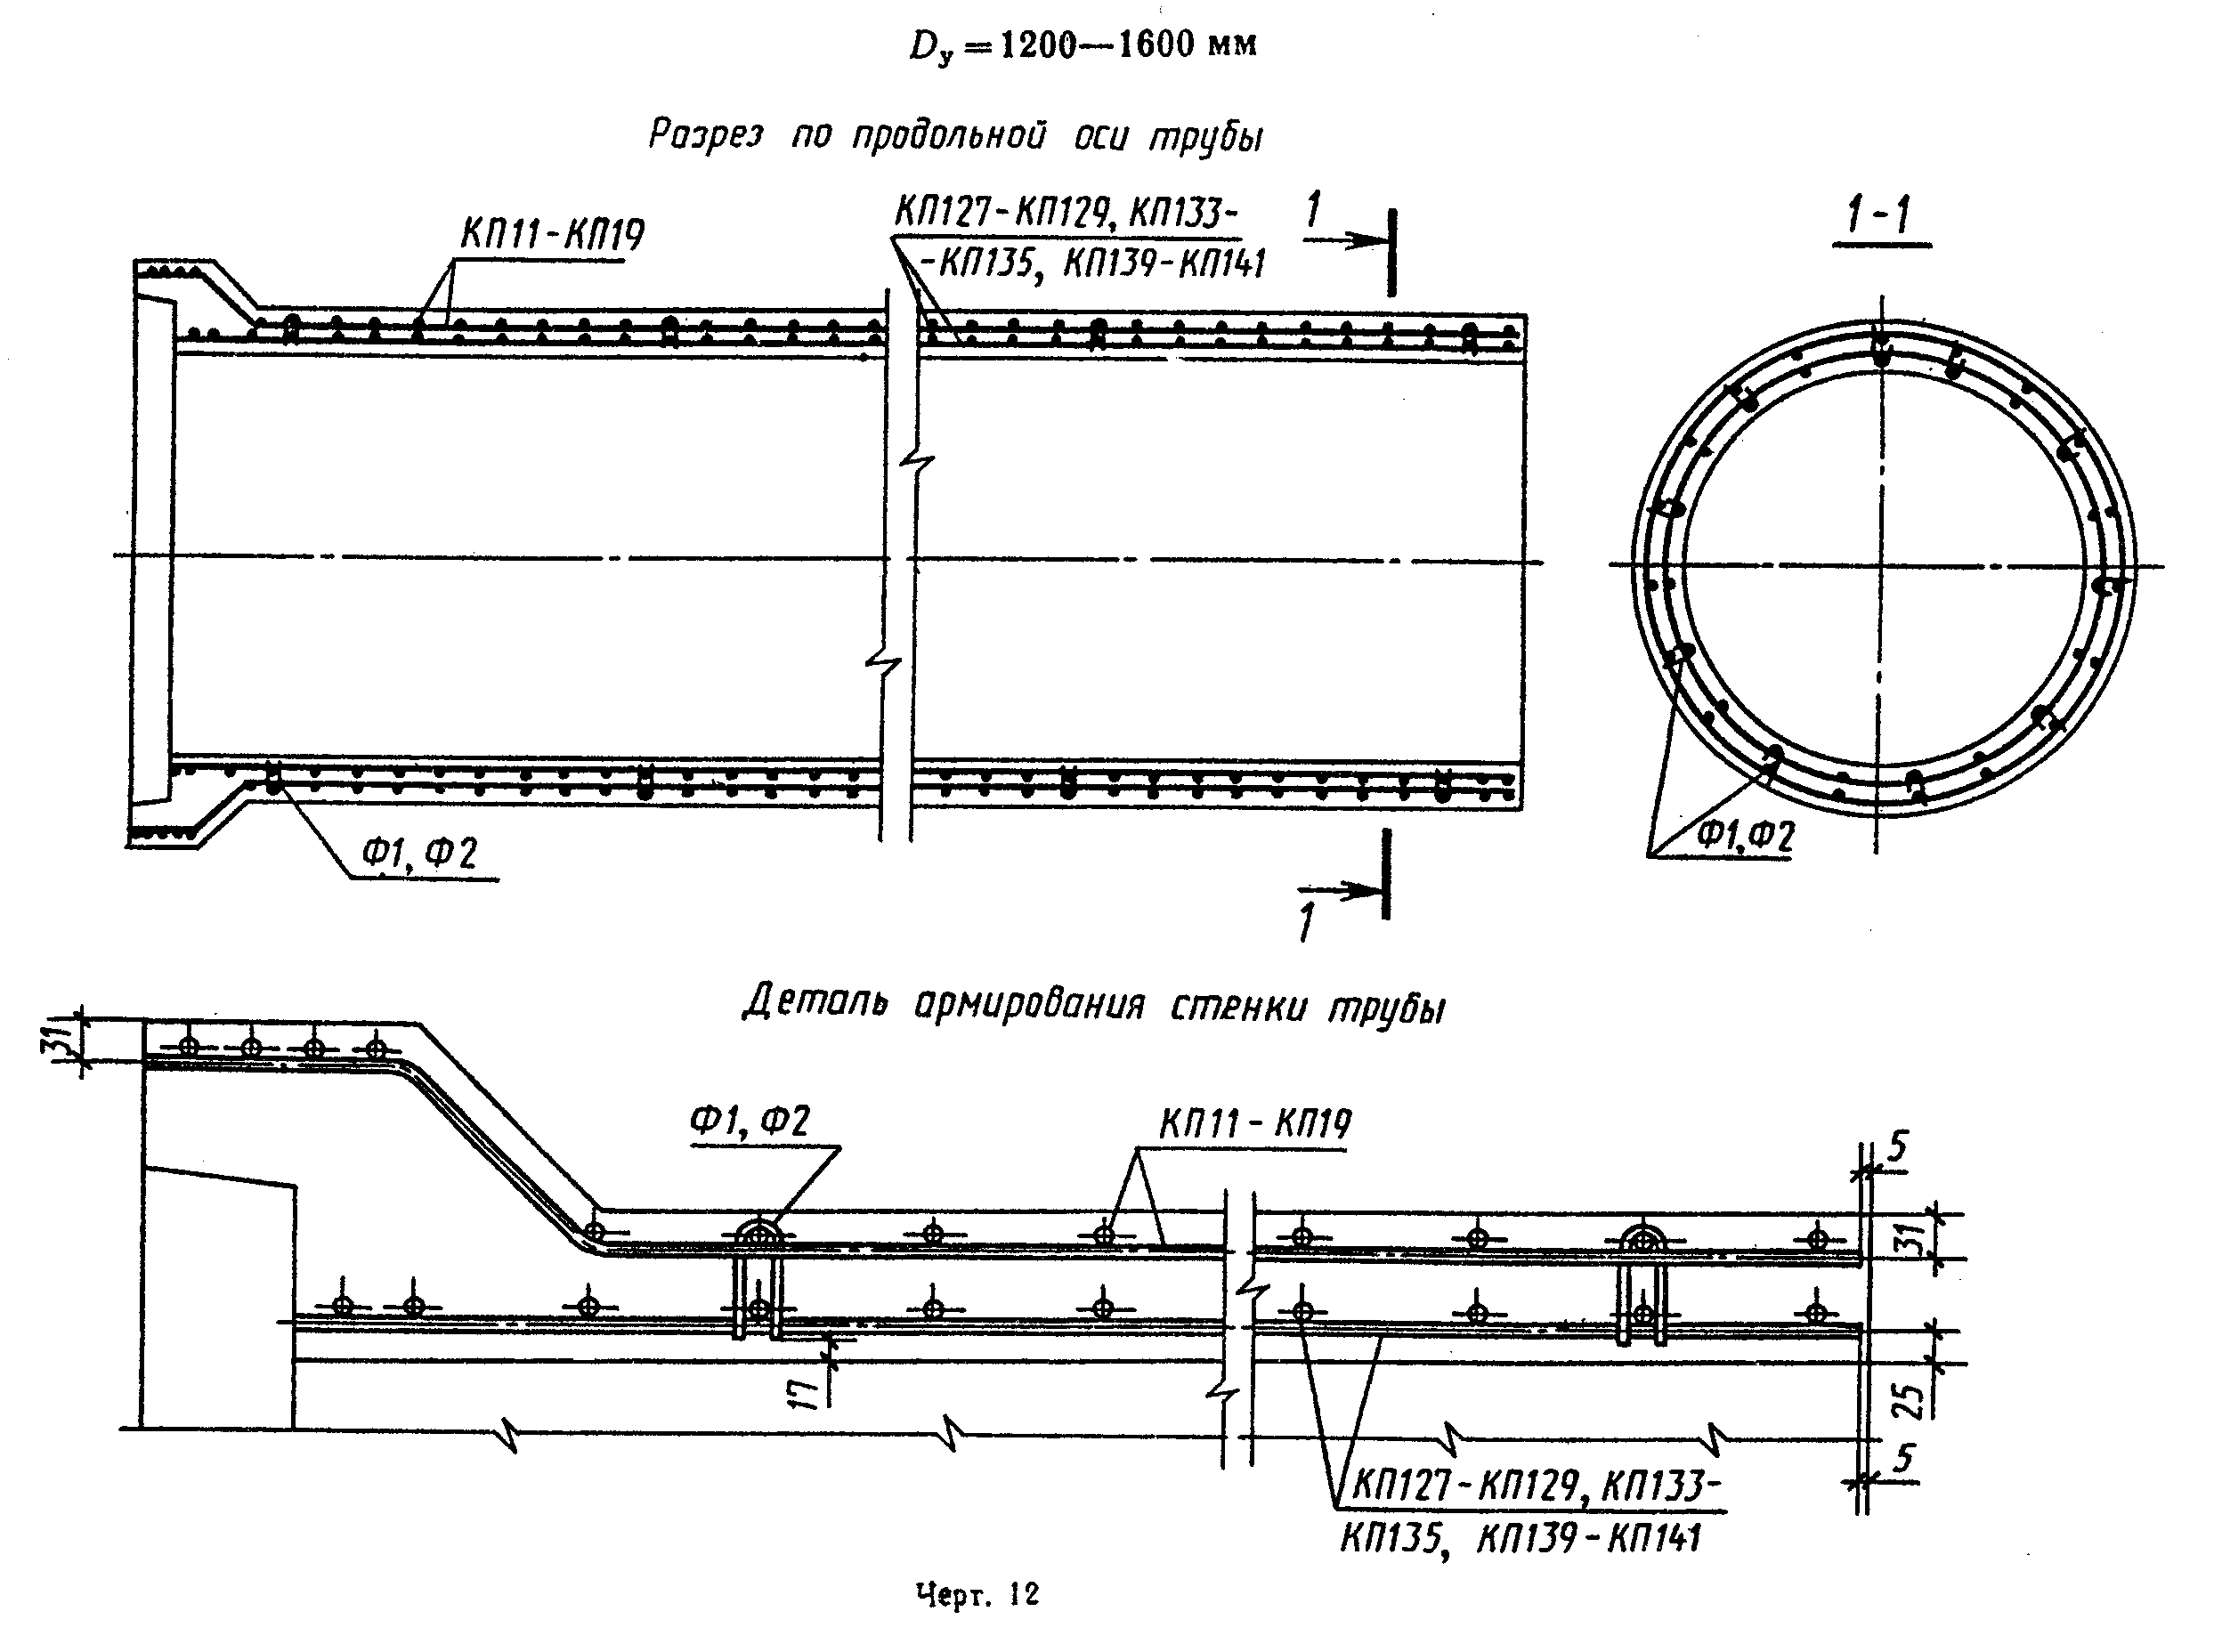 Dу = 1200—1600 мм
Разрез по продольной оси трубы
КП11-КП19
КП127-КП129, КП133-
-КП135, КП139-КП141
1
1-1
Ф1, Ф2
1
Ф1, Ф2
Деталь армирования стенки трубы
31
Ф1, Ф2
КП11-КП19
5
31
17
25
5
КП127-КП129, КП133-
КП135, КП139-КП141
Черт. 12